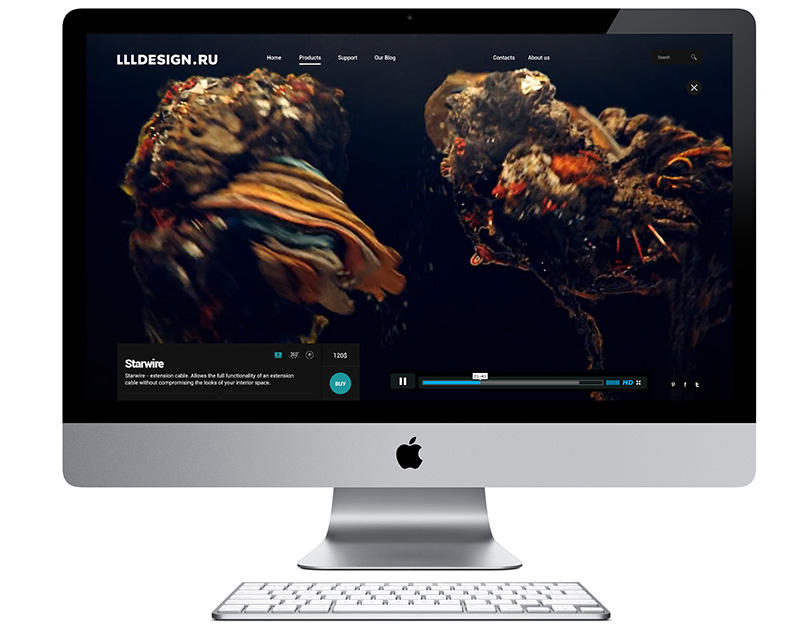 LLLDESIGN.RU
Home Products Support Our Blog Contacts About us Search
Starwire
120$
Starwire - extension cable. Allows the full functionality of an extension
cable without compromising the looks of your interior space.
BUY
HD